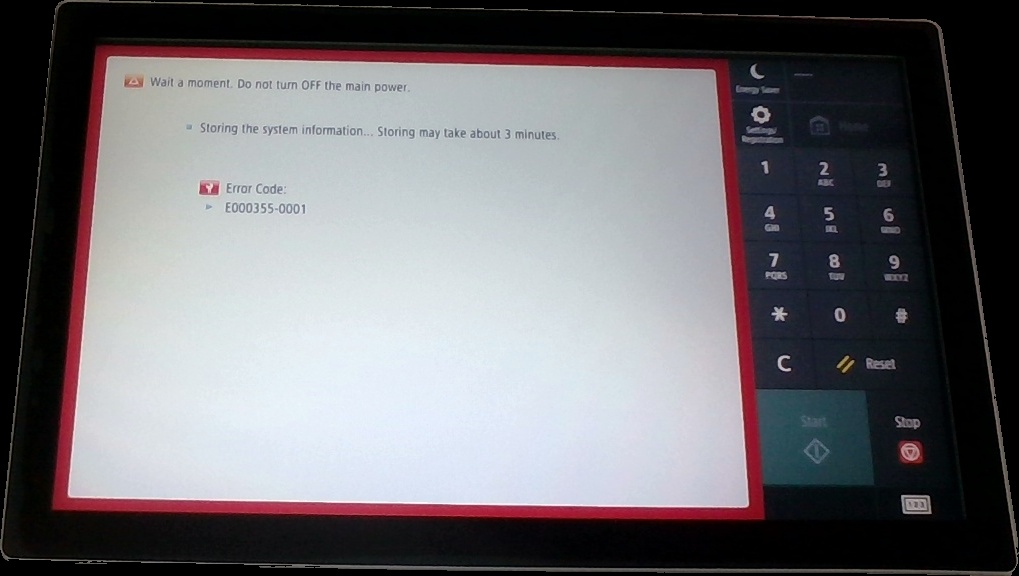 Wait a moment. Do not turn OFF the main power.
Storing the system information... Storing may take about 3 minutes.
Error Code:
E000355-0001
Energy Saver
Settings/
Registration
Home
1
2
ABC
3
DEF
4
GHI
5
JKL
6
MNO
7
PQRS
8
TUV
9
WXYZ
*
0
#
C
Reset
Start
Stop
123